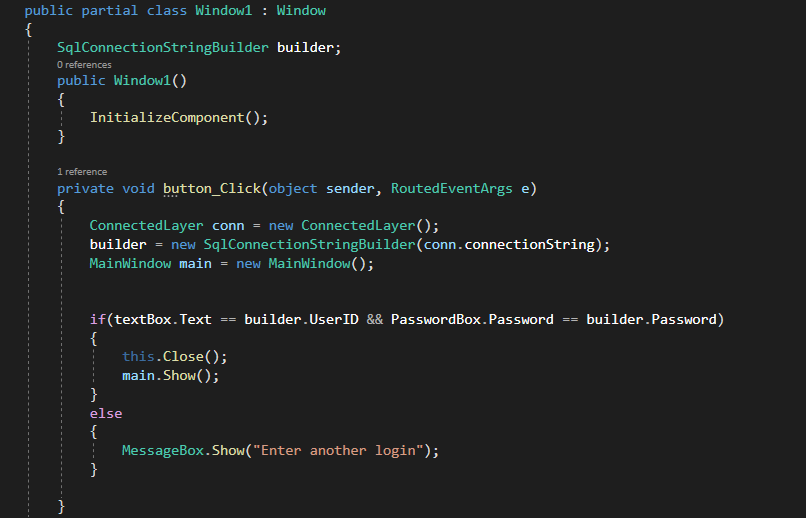 public partial class Window1 : Window
{
SqlConnectionStringBuilder builder;
0 references
public Window1()
{
InitializeComponent();
}
1 reference
private void button_Click(object sender, RoutedEventArgs e)
{
ConnectedLayer conn = new ConnectedLayer();
builder = new SqlConnectionStringBuilder(conn.connectionString);
MainWindow main = new MainWindow();
if(textBox.Text == builder.UserID && PasswordBox.Password == builder.Password)
{
this.Close();
main.Show();
}
else
{
MessageBox.Show("Enter another login");
}
}